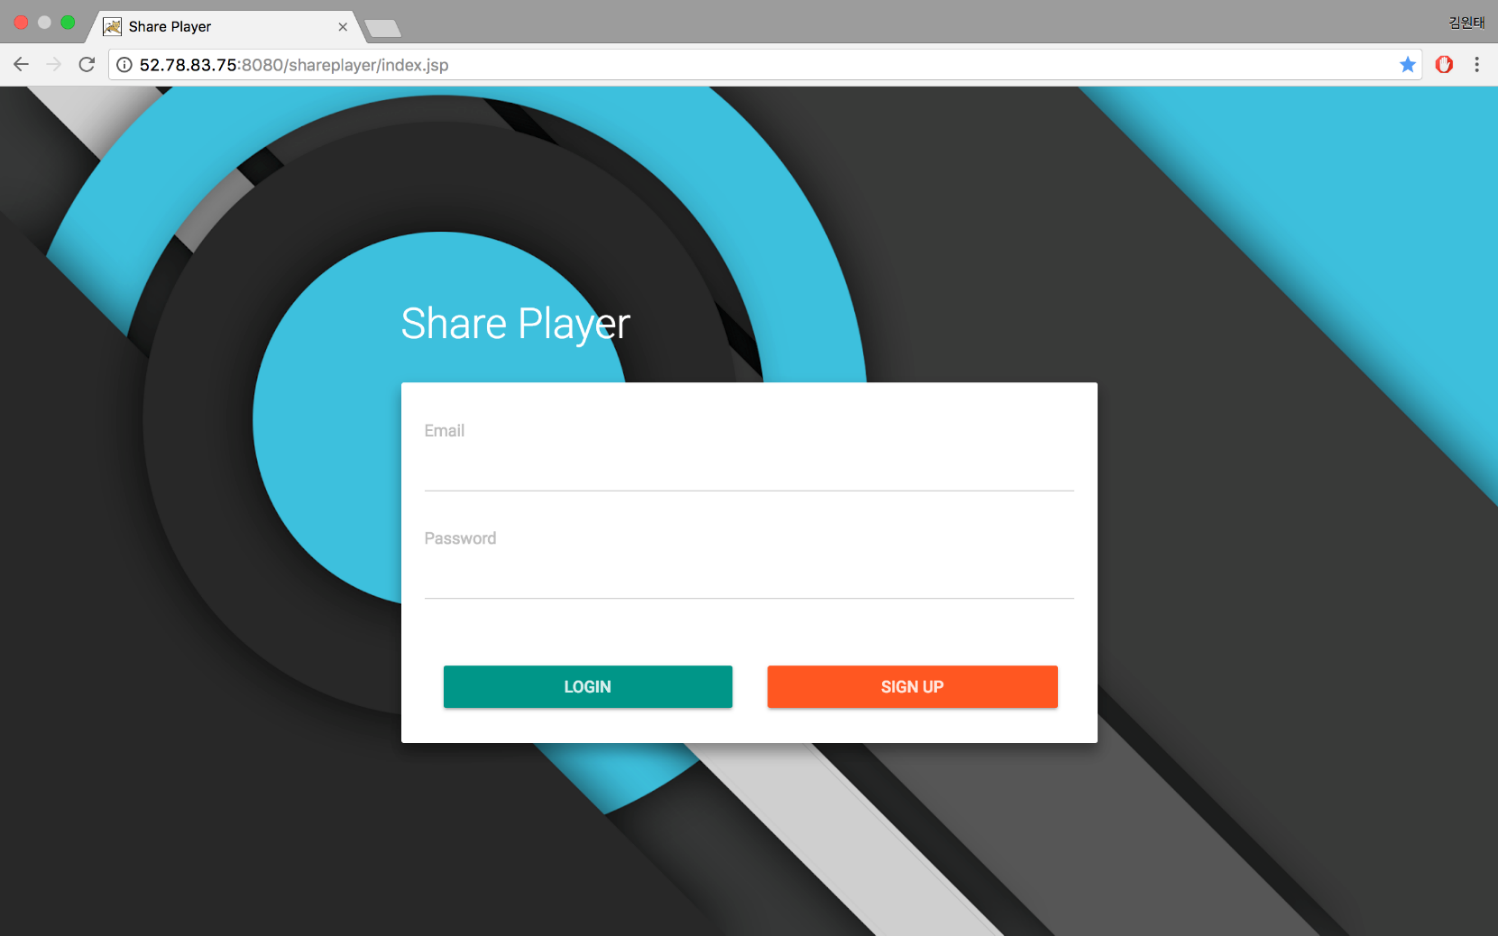 Share Player
김원태
52.78.83.75:8080/shareplayer/index.jsp
Share Player
Email
Password
LOGIN
SIGN UP